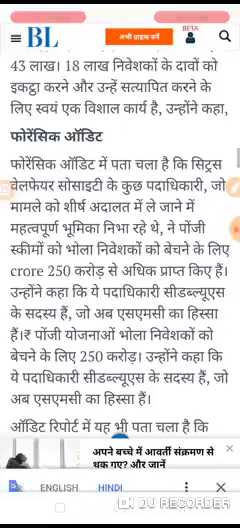 BL
अभी ग्राहक बनें
BETA
43 लाख। 18 लाख निवेशकों के दावों को
इकट्ठा करने और उन्हें सत्यापित करने के
लिए स्वयं एक विशाल कार्य है, उन्होंने कहा,
फोरेंसिक ऑडिट
फोरेंसिक ऑडिट में पता चला है कि सिट्रस
वेलफेयर सोसाइटी के कुछ पदाधिकारी, जो
मामले को शीर्ष अदालत में ले जाने में
महत्वपूर्ण भूमिका निभा रहे थे, ने पोंजी
स्कीमों को भोला निवेशकों को बेचने के लिए
crore 250 करोड़ से अधिक प्राप्त किए हैं।
उन्होंने कहा कि ये पदाधिकारी सीडब्ल्यूएस
के सदस्य हैं, जो अब एसएमसी का हिस्सा
हैं।₹ पोंजी योजनाओं भोला निवेशकों को
बेचने के लिए 250 करोड़। उन्होंने कहा कि
ये पदाधिकारी सीडब्ल्यूएस के सदस्य हैं, जो
अब एसएमसी का हिस्सा हैं।
ऑडिट रिपोर्ट में यह भी पता चला है कि
अपने बच्चे में आवर्ती संक्रमण से
थक गए? और जानें
ENGLISH HINDI
DU RECORDER